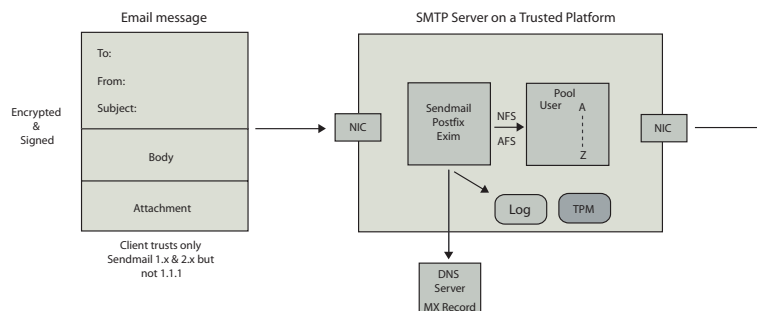 Email message
To:
From:
Subject:
Encrypted
&
Signed
Body
Attachment
Client trusts only
Sendmail 1.x & 2.x but
not 1.1.1
SMTP Server on a Trusted Platform
NIC
Sendmail
Postfix
Exim
NFS
AFS
Pool
User A
Z
NIC
Log
TPM
DNS
Server
MX Record